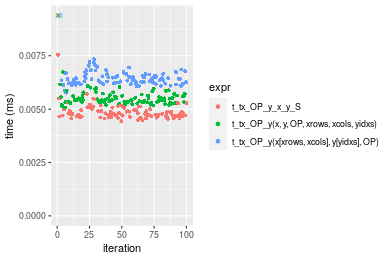 0.0075
0.0050
0.0025
0.0000
time (ms)
0 25 50 75 100
iteration
expr
t_tx_OP_y_x_y_S
t_tx_OP_y(x, y, OP, xrows, xcols, yidxs)
t_tx_OP_y(x[xrows, xcols], y[yidxs], OP)